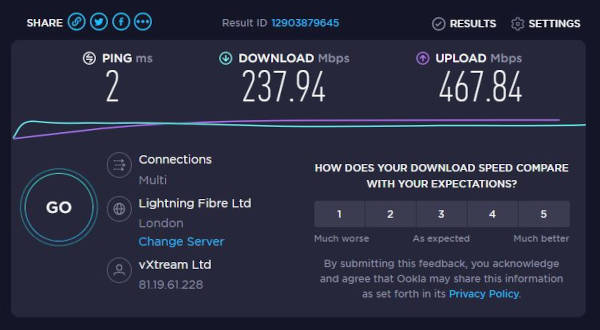 SHARE
Result ID 12903879645
RESULTS
SETTINGS
PING ms
2
DOWNLOAD Mbps
237.94
UPLOAD Mbps
467.84
GO
Connections
Multi
Lightning Fibre Ltd
London
Change Server
vXtream Ltd
81.19.61.228
HOW DOES YOUR DOWNLOAD SPEED COMPARE
WITH YOUR EXPECTATIONS?
1 2 3 4 5
Much worse As expected Much better
By submitting this feedback, you acknowledge
and agree that Ookla may share this information
as set forth in its Privacy Policy.